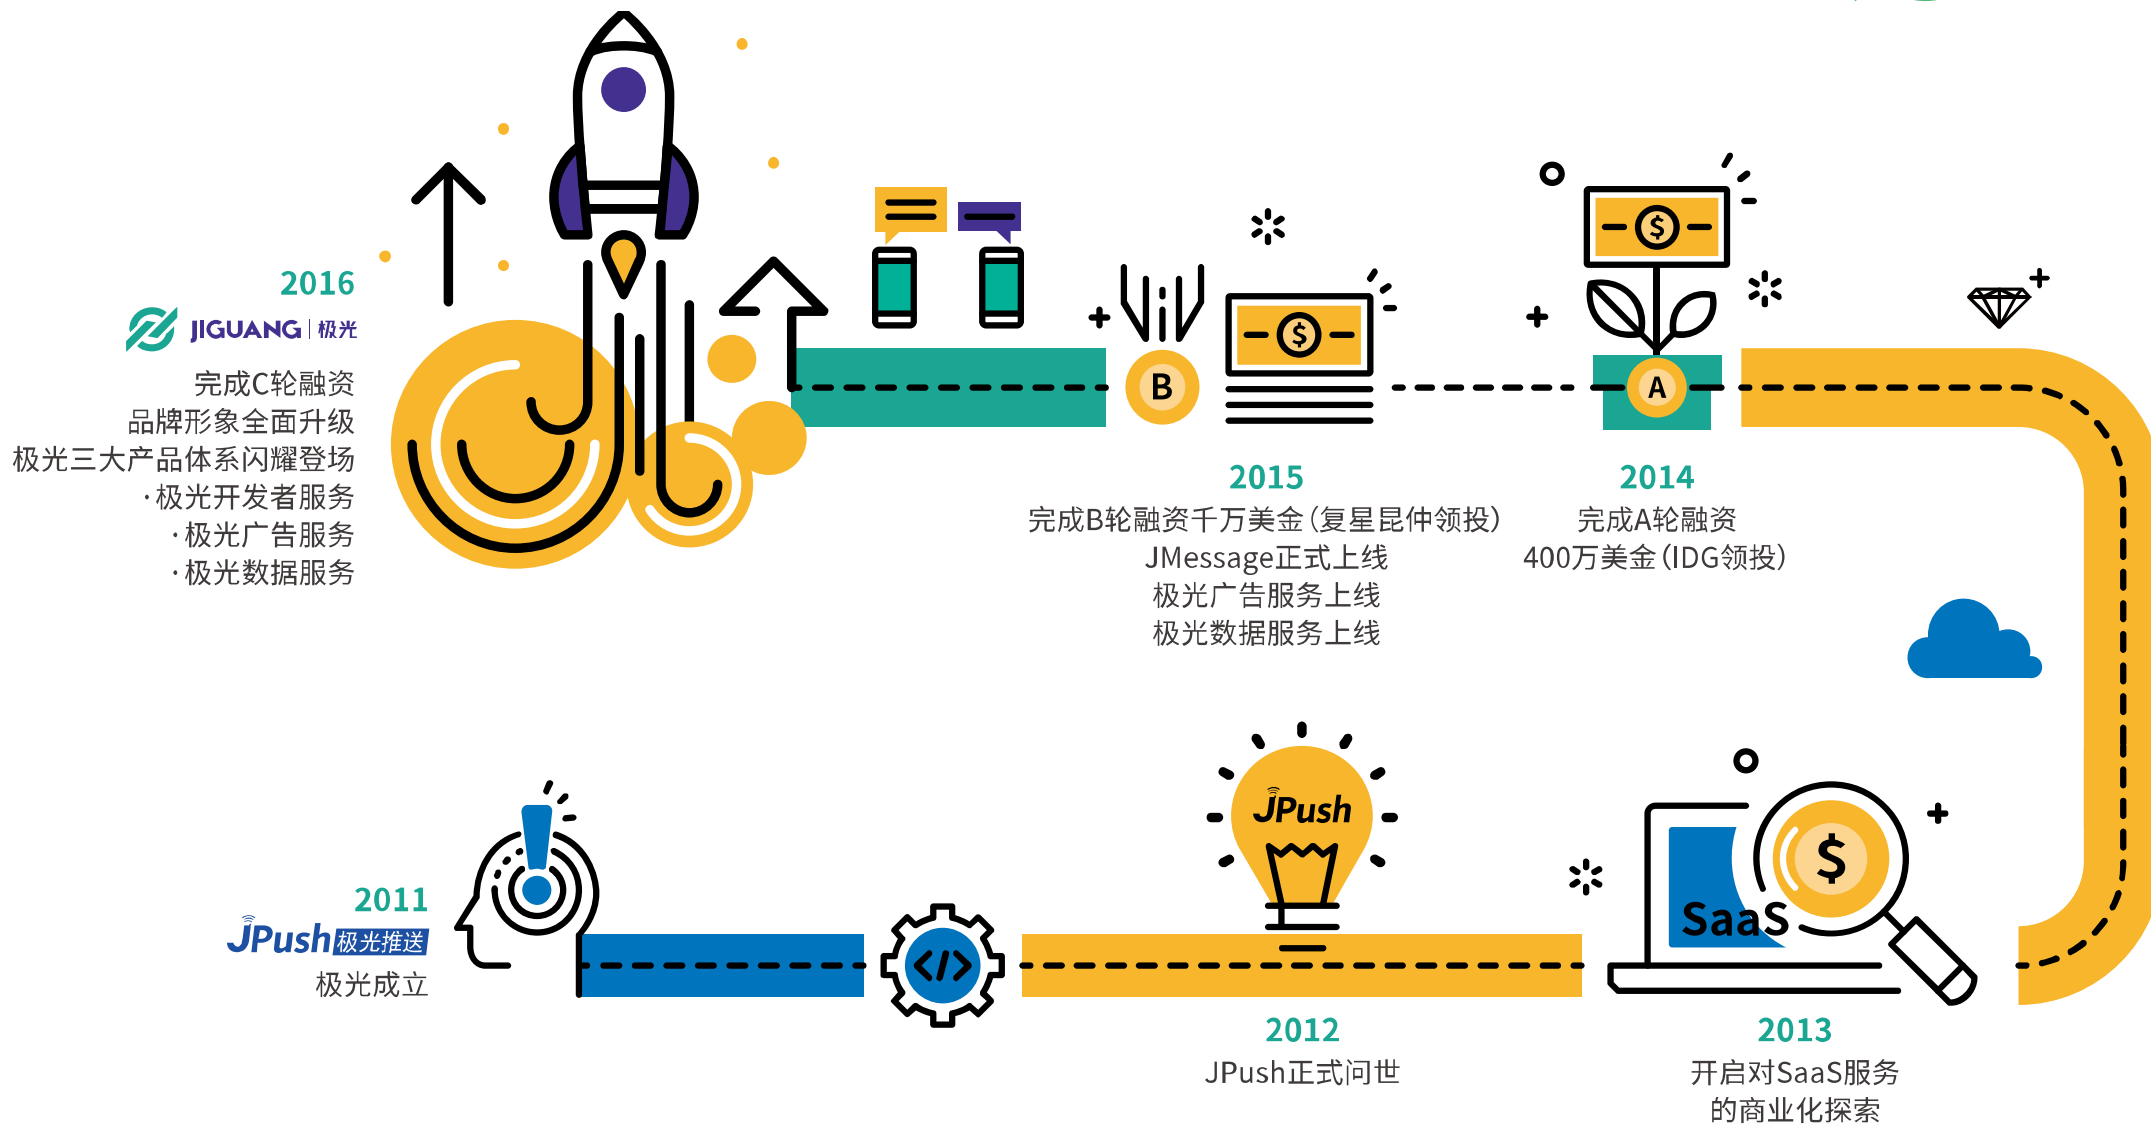 2016
JIGUANG | 极光
完成C轮融资
品牌形象全面升级
极光三大产品体系闪耀登场
·极光开发者服务
·极光广告服务
·极光数据服务
B
2015
完成B轮融资千万美金（复星昆仲领投）
JMessage正式上线
极光广告服务上线
极光数据服务上线
A
2014
完成A轮融资
400万美金（IDG领投）
2011
JPush极光推送
极光成立
</>
JPush
2012
JPush正式问世
$
SaaS
2013
开启对SaaS服务
的商业化探索
$
$